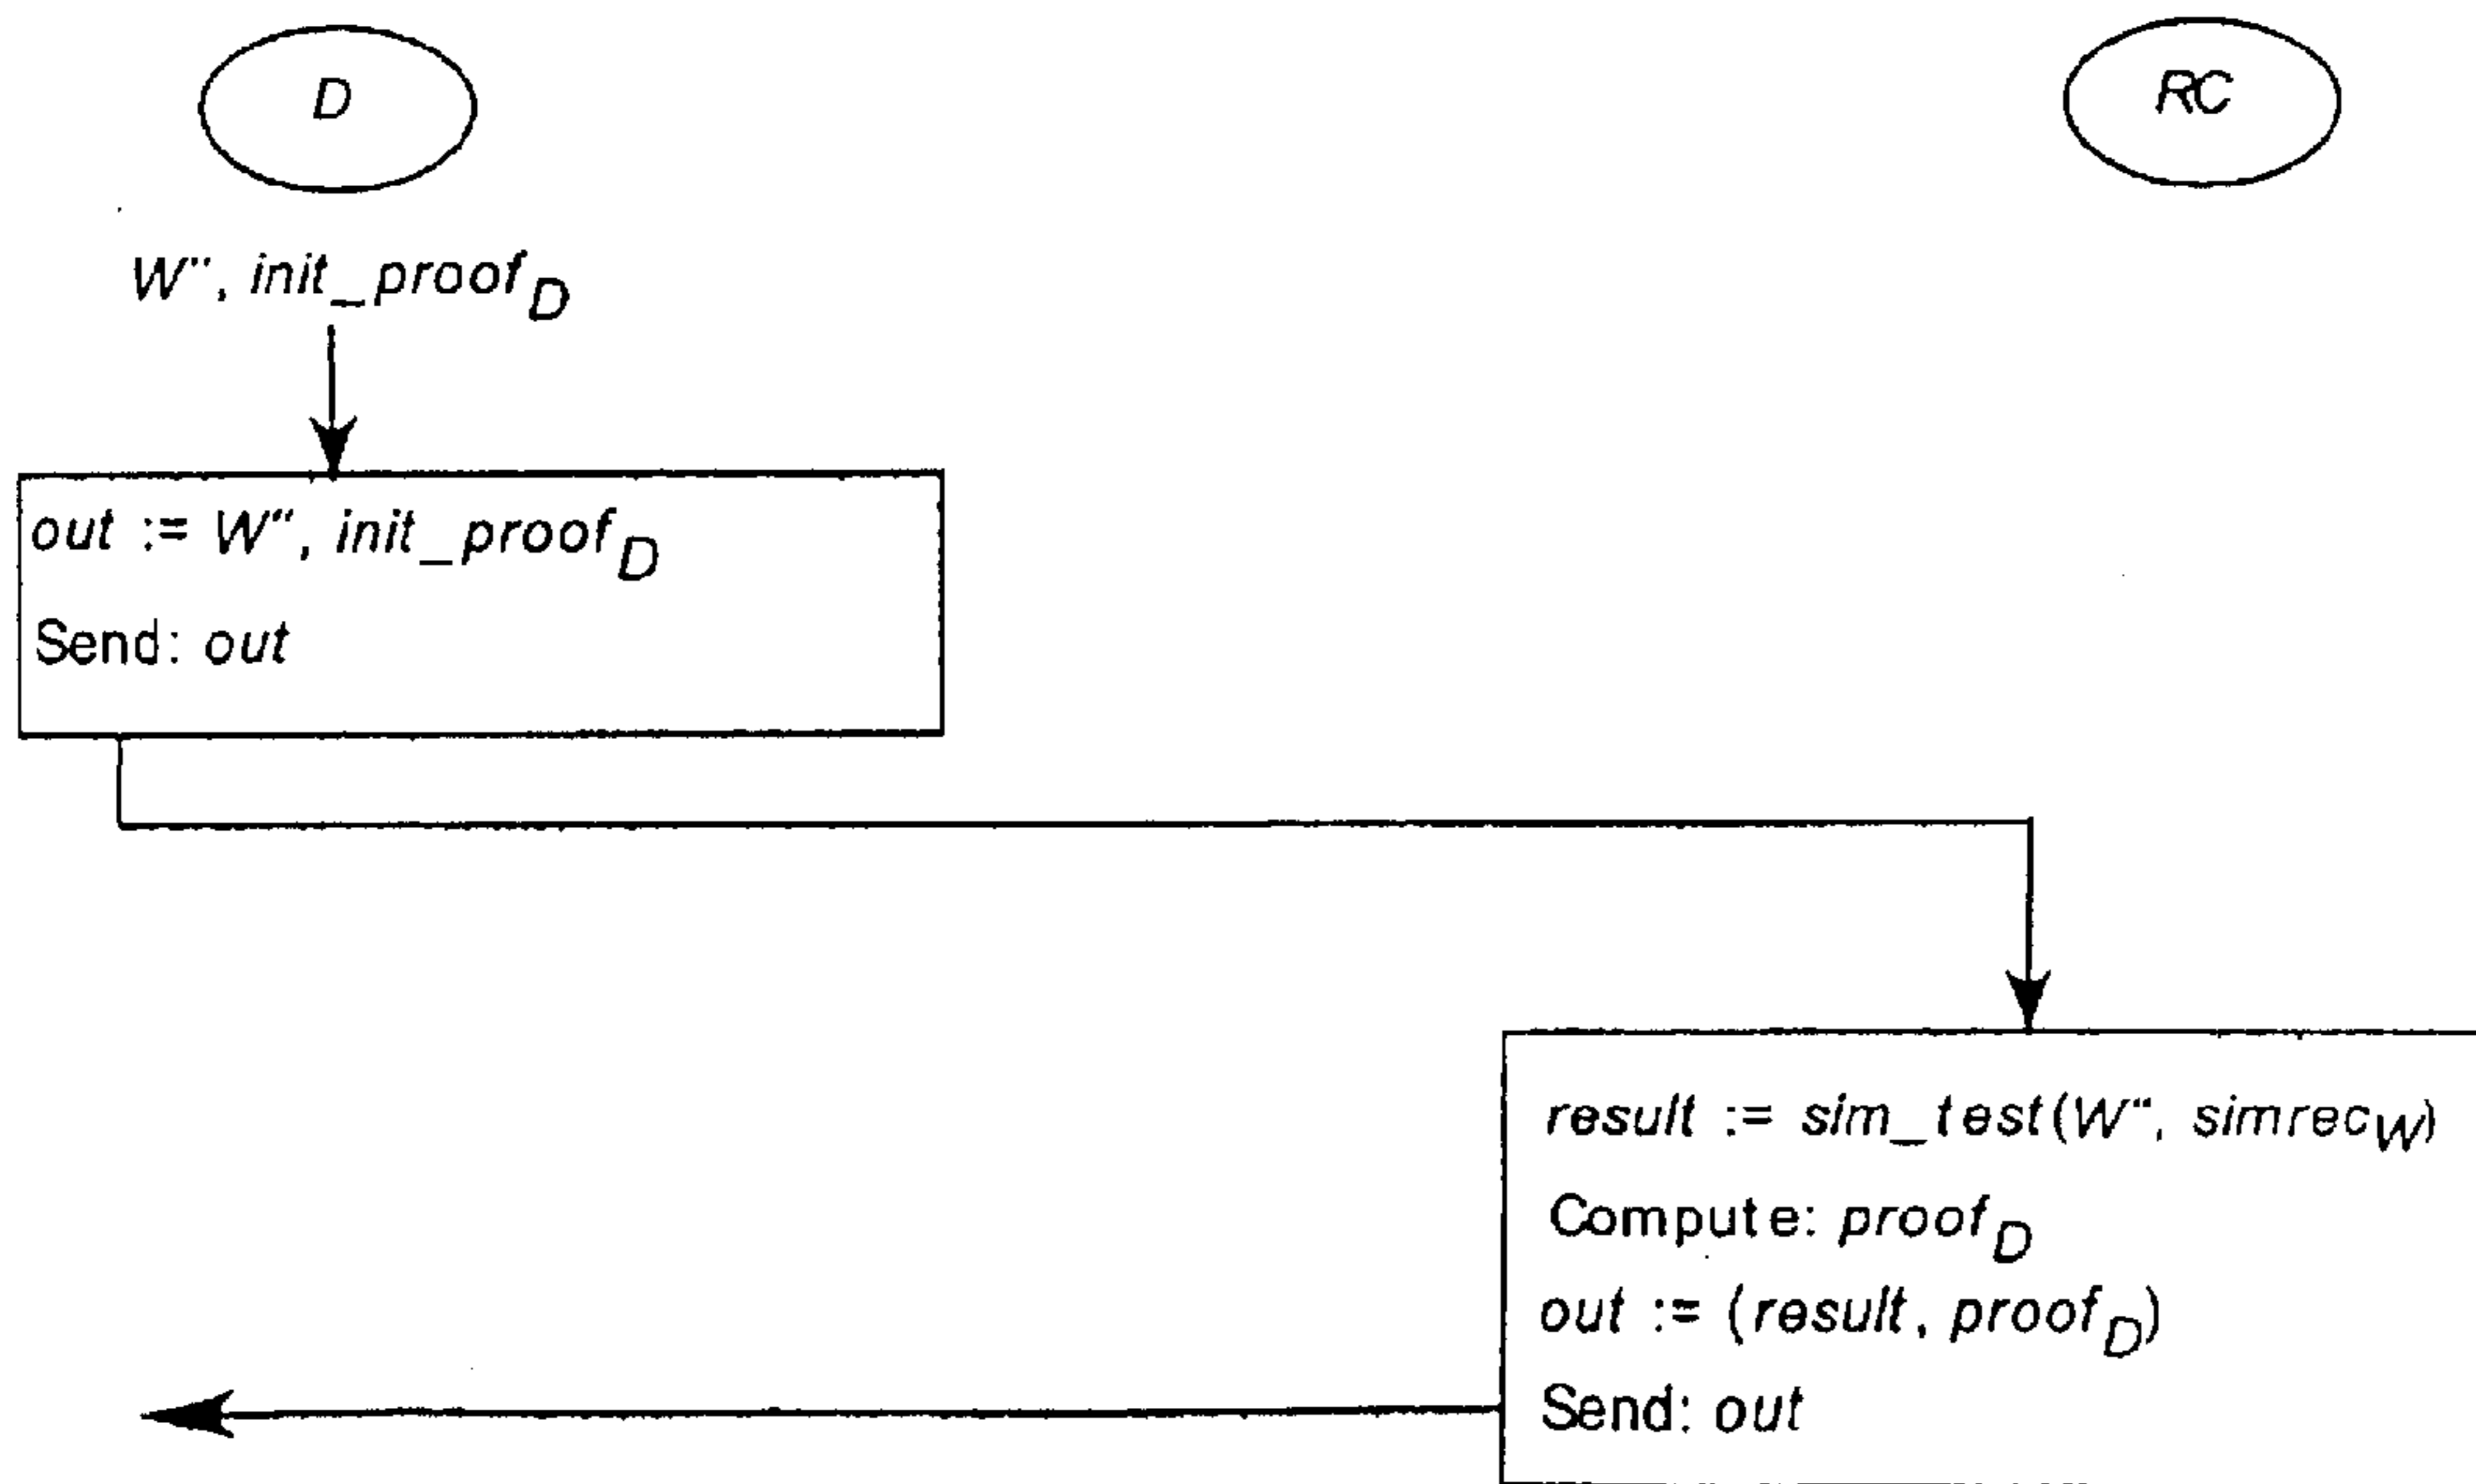 D
RC
W", init_proof_D
out := W", init_proof_D
Send: out
result := sim_test(W", simrec_W)
Compute: proof_D
out := (result, proof_D)
Send: out